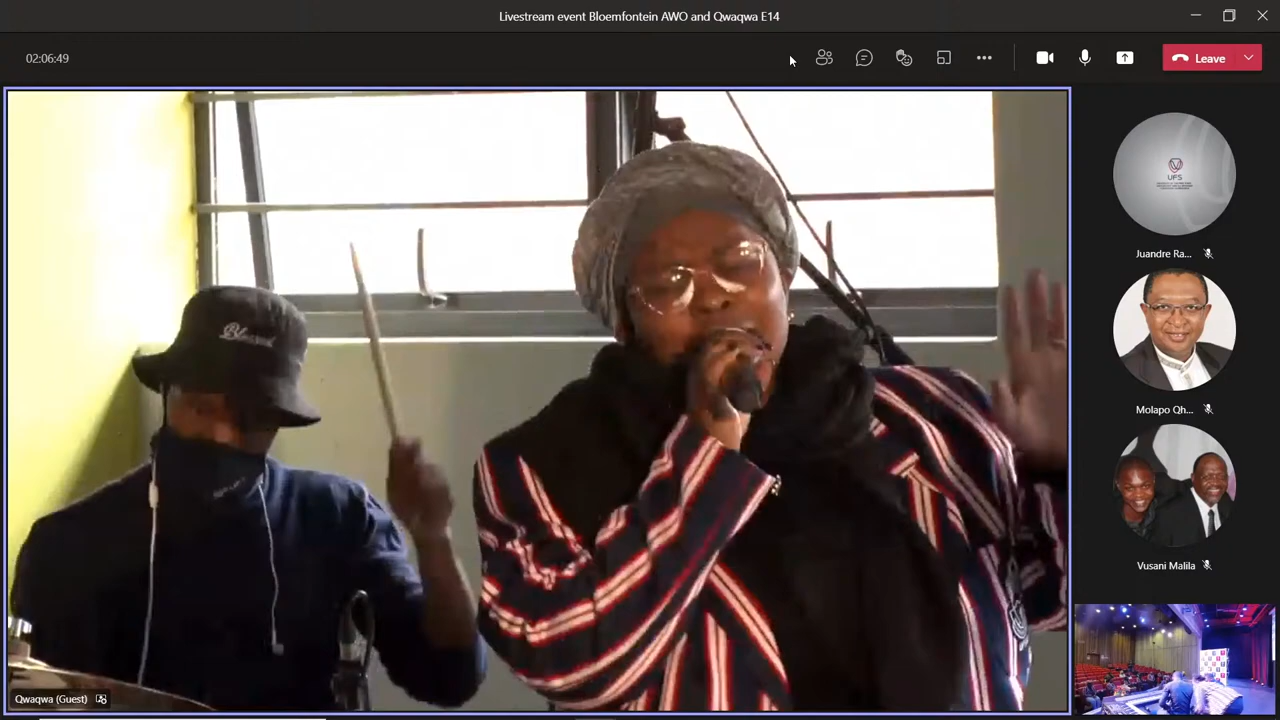 Livestream event Bloemfontein AWO and Qwaqwa E14
02:06:49
Leave
UFS
Juandre Ra...
Molapo Qh...
Vusani Malila
Qwaqwa (Guest)